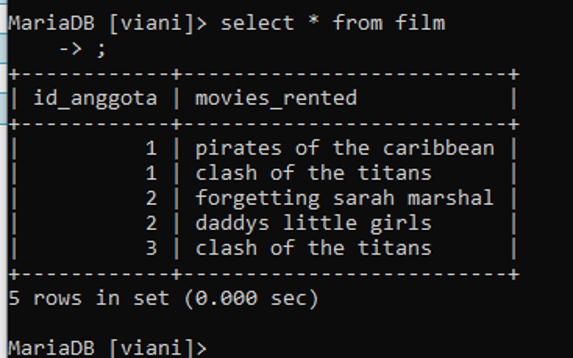 MariaDB [viani]> select * from film
    -> ;
+------------+--------------------------+
| id_anggota | movies_rented            |
+------------+--------------------------+
|          1 | pirates of the caribbean |
|          1 | clash of the titans      |
|          2 | forgetting sarah marshal |
|          2 | daddys little girls      |
|          3 | clash of the titans      |
+------------+--------------------------+
5 rows in set (0.000 sec)

MariaDB [viani]>